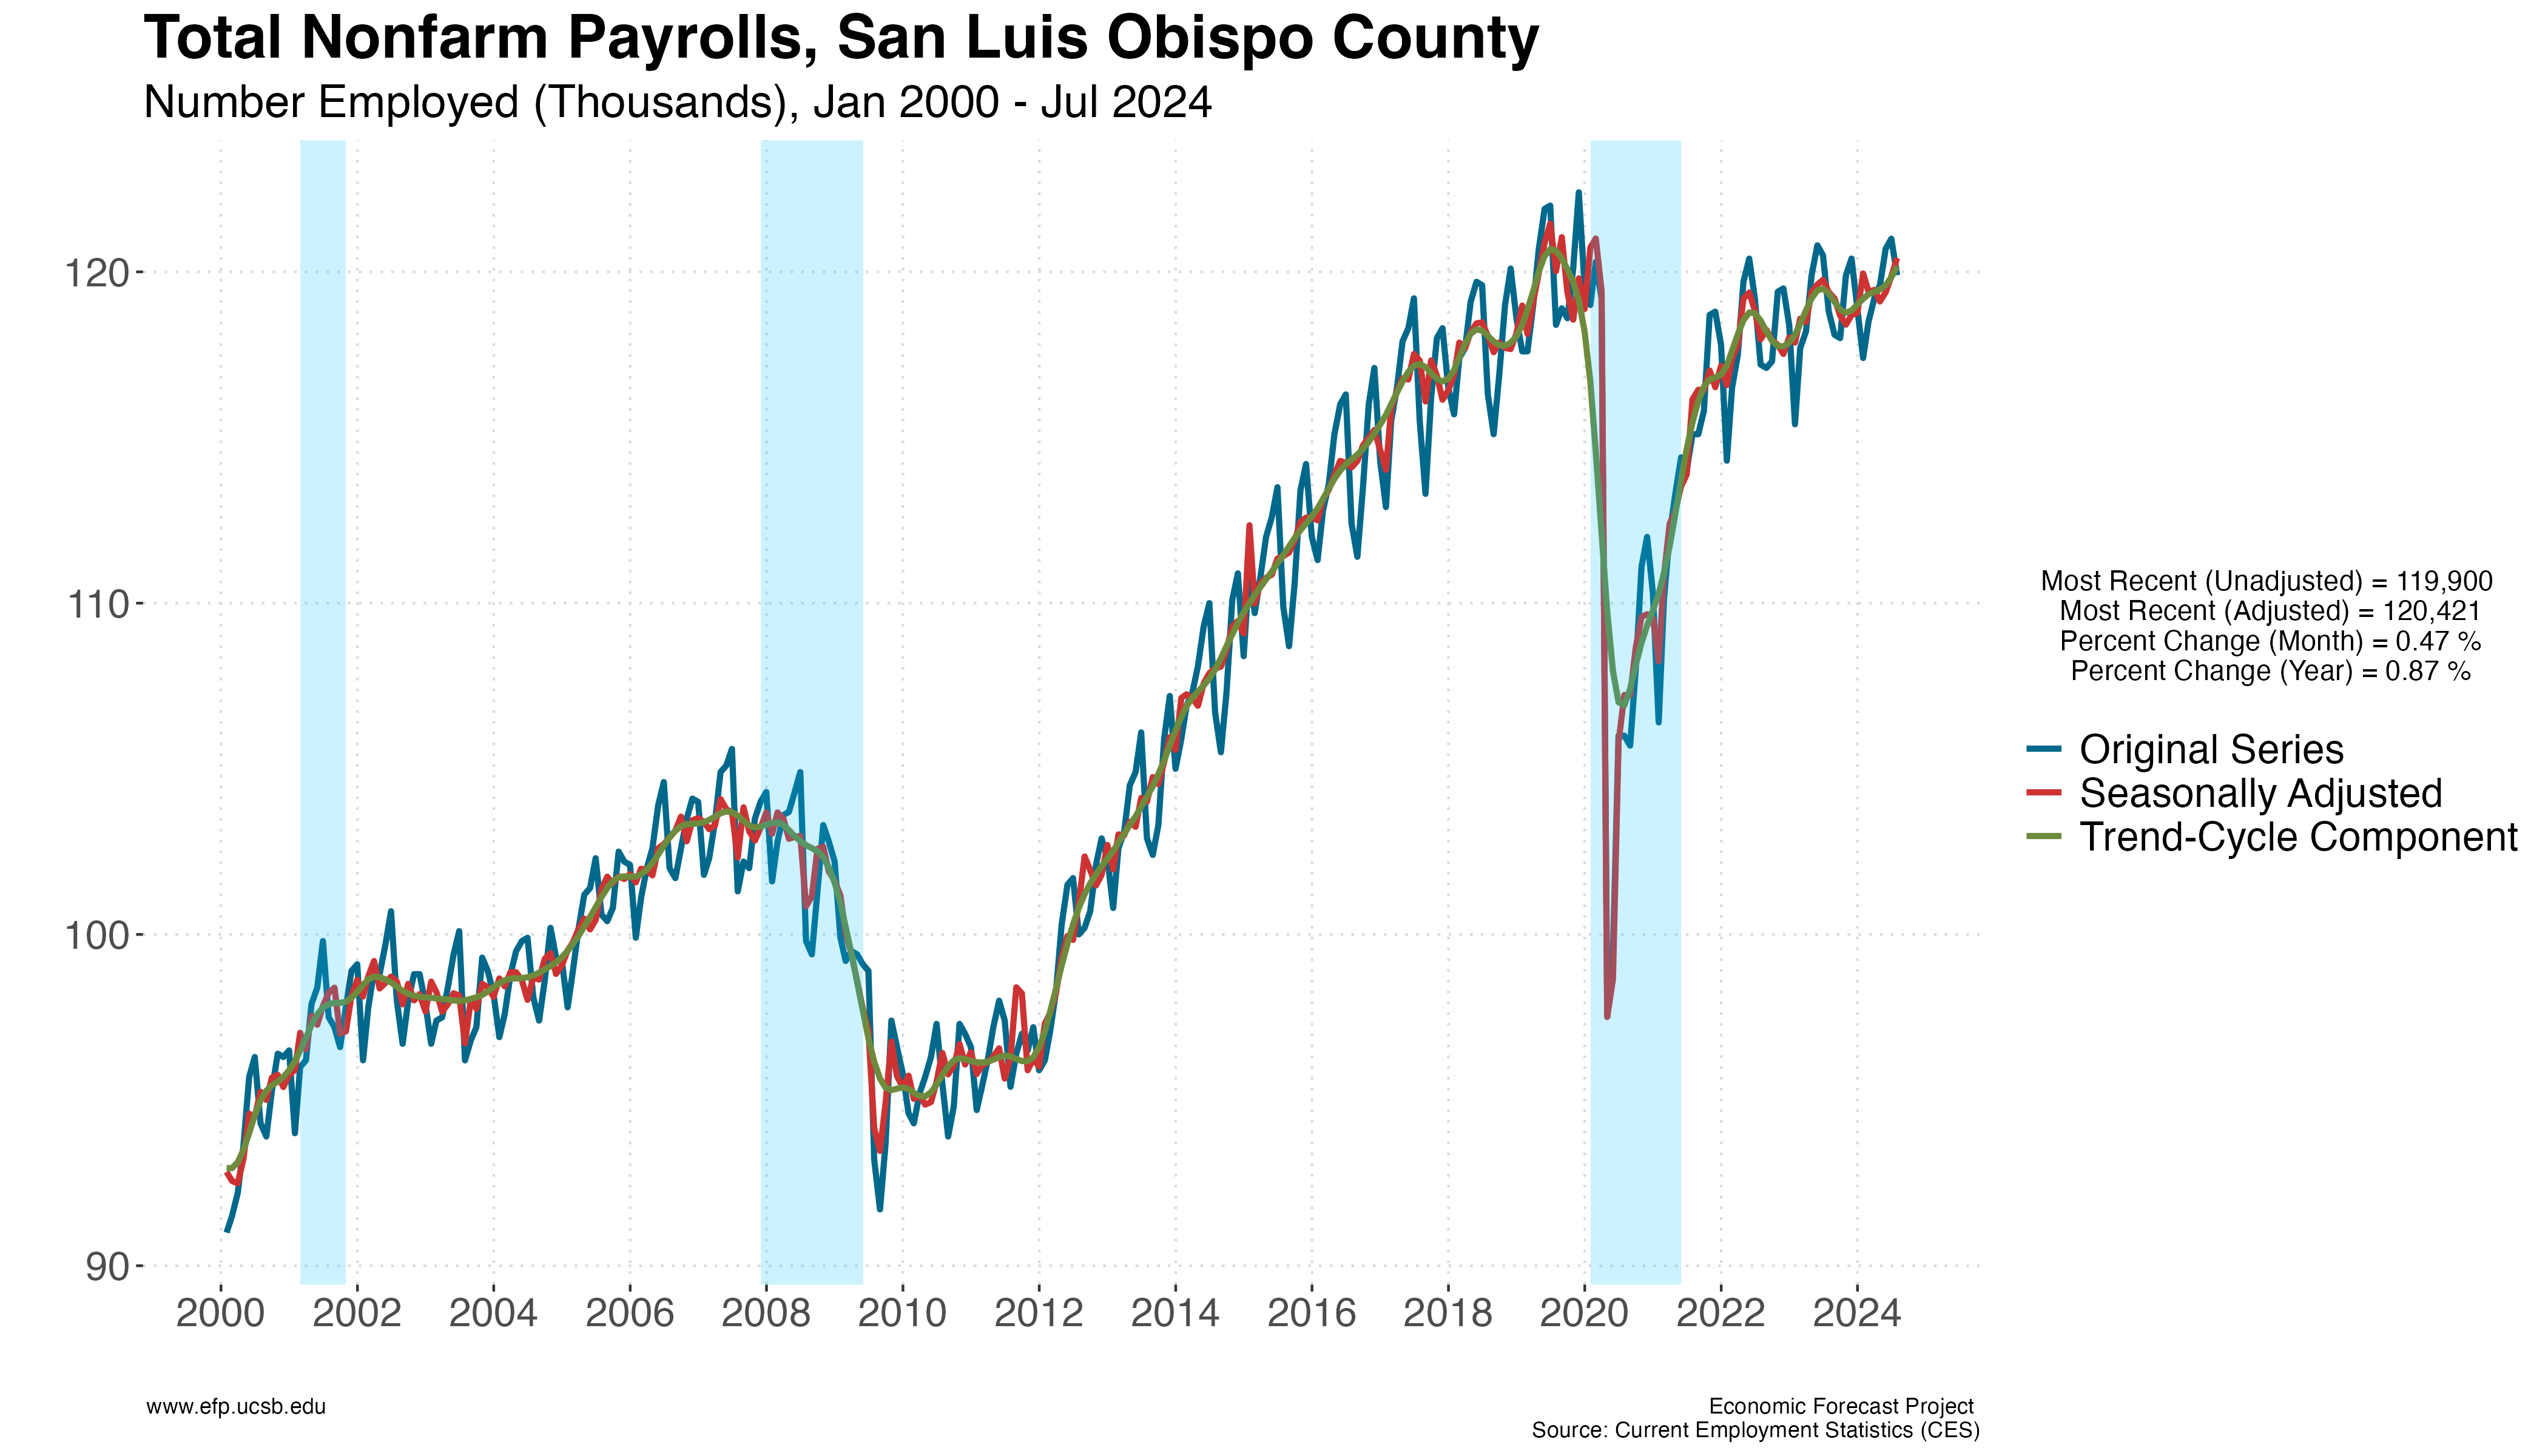 Total Nonfarm Payrolls, San Luis Obispo County
Number Employed (Thousands), Jan 2000 - Jul 2024
120
110
100
90
2000 2002 2004 2006 2008 2010 2012 2014 2016 2018 2020 2022 2024
Most Recent (Unadjusted) = 119,900
Most Recent (Adjusted) = 120,421
Percent Change (Month) = 0.47 %
Percent Change (Year) = 0.87 %
Original Series
Seasonally Adjusted
Trend-Cycle Component
www.efp.ucsb.edu
Economic Forecast Project
Source: Current Employment Statistics (CES)